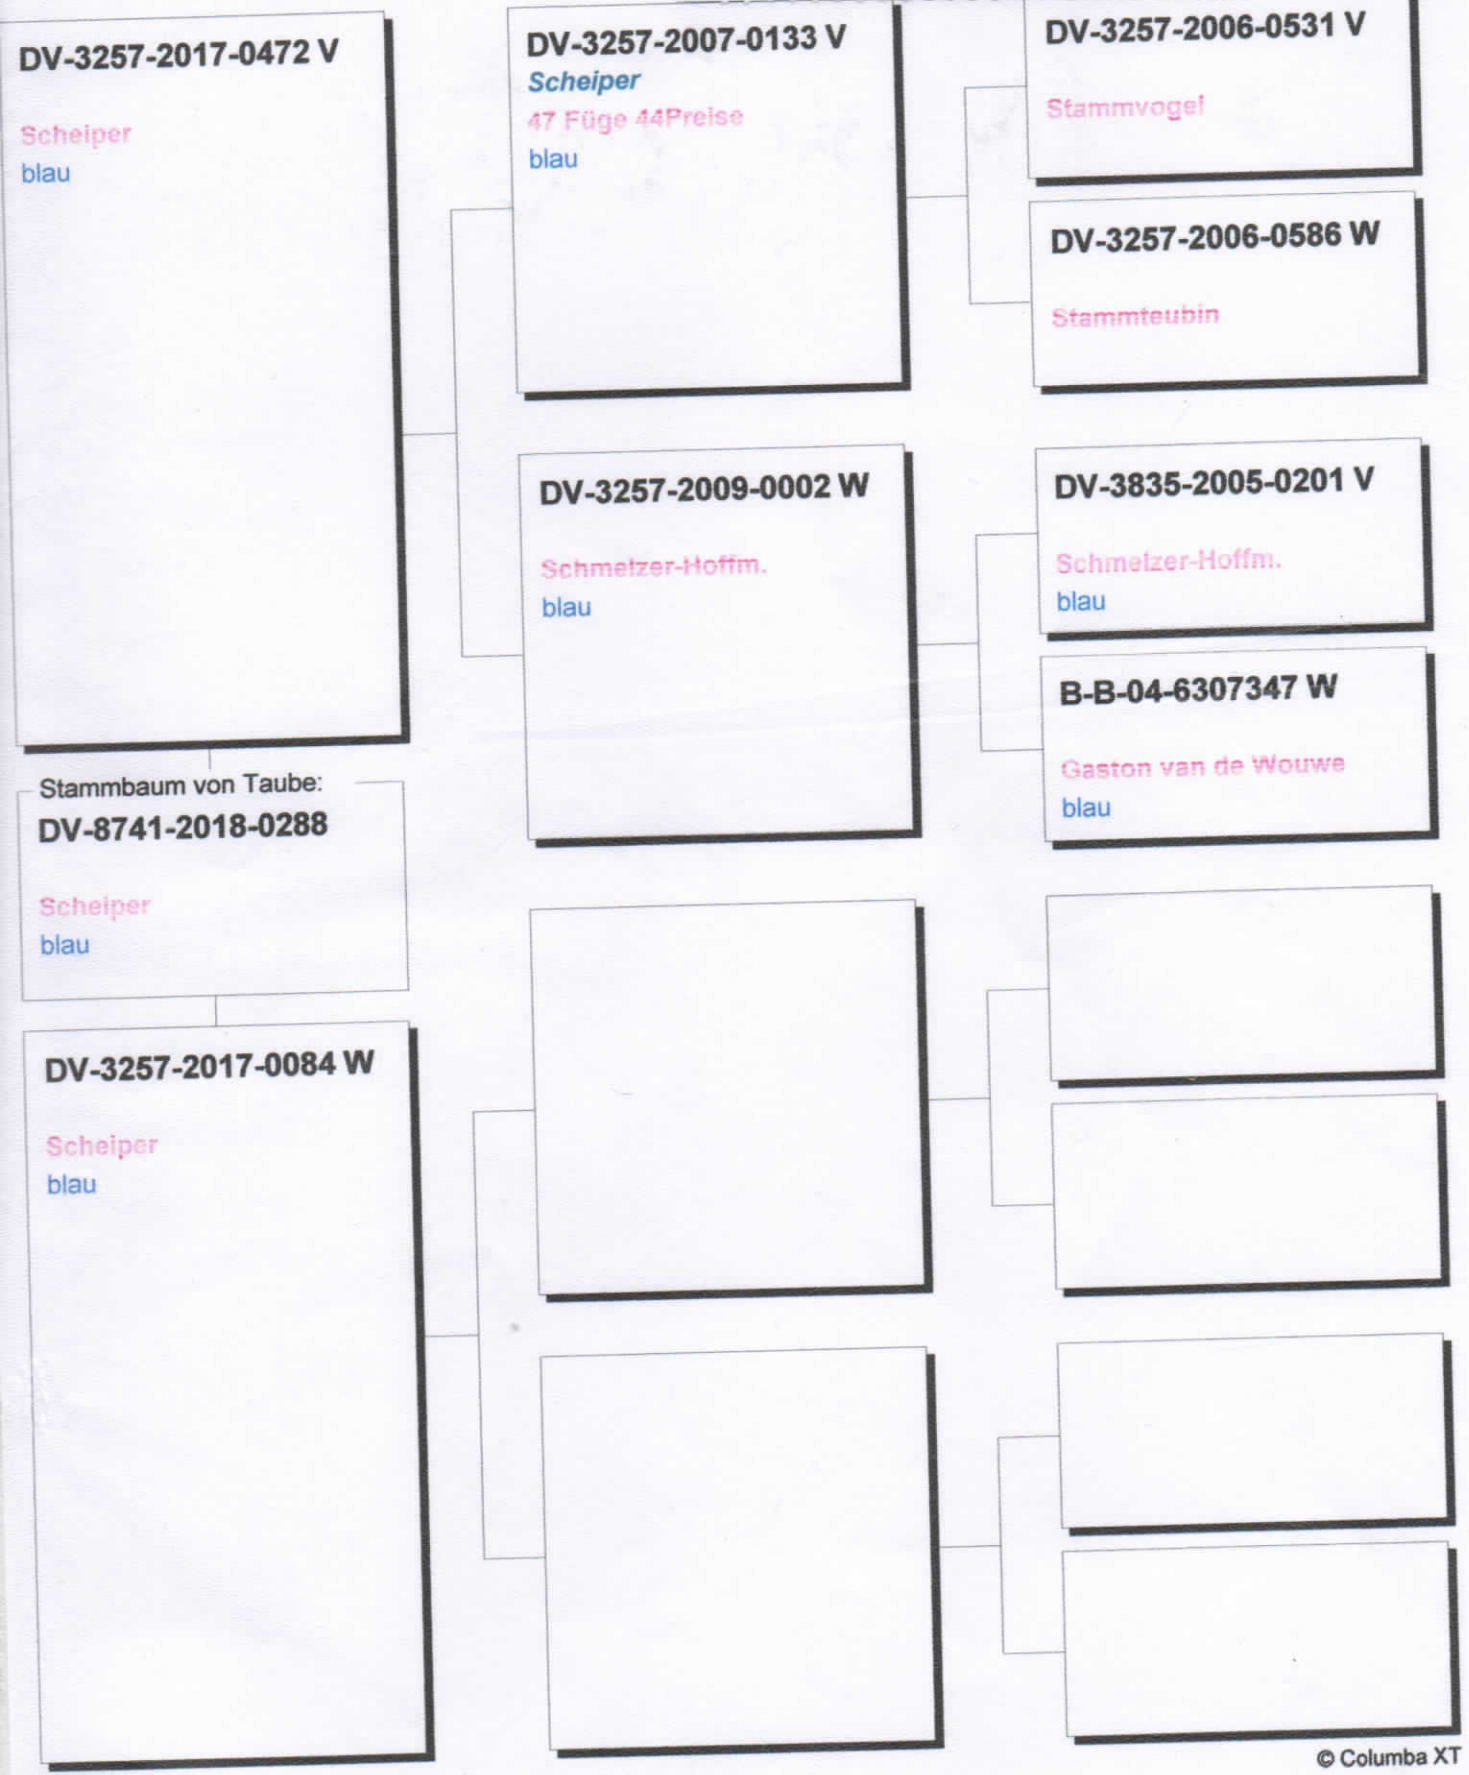 DV-3257-2017-0472 V
Scheiper
blau
DV-3257-2007-0133 V
Scheiper
47 Füge 44Preise
blau
DV-3257-2006-0531 V
Stammvogel
DV-3257-2006-0586 W
Stammteubin
DV-3257-2009-0002 W
Schmelzer-Hoffm.
blau
DV-3835-2005-0201 V
Schmelzer-Hoffm.
blau
B-B-04-6307347 W
Gaston van de Wouwe
blau
Stammbaum von Taube:
DV-8741-2018-0288
Scheiper
blau
DV-3257-2017-0084 W
Scheiper
blau
© Columba XT